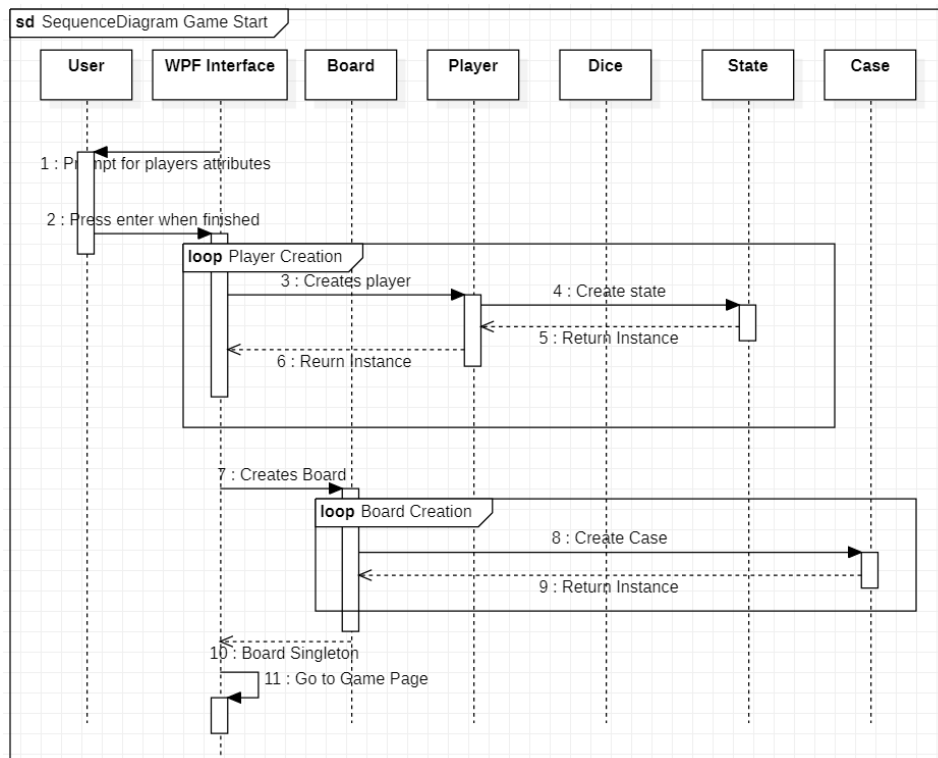 sd SequenceDiagram Game Start
User WPF Interface Board Player Dice State Case
1 : Prompt for players attributes
2 : Press enter when finished
loop Player Creation
3 : Creates player
4 : Create state
5 : Return Instance
6 : Reurn Instance
7 : Creates Board
loop Board Creation
8 : Create Case
9 : Return Instance
10 : Board Singleton
11 : Go to Game Page